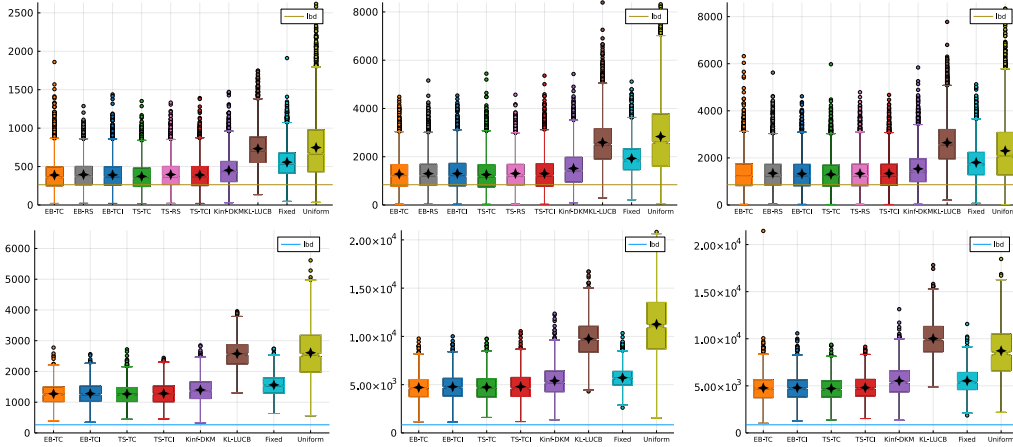 2500
2000
1500
1000
500
0
lbd
EB-TC EB-RS EB-TCI TS-TC TS-RS TS-TCI Kinf-DKM KL-LUCB Fixed Uniform
8000
6000
4000
2000
0
lbd
EB-TC EB-RS EB-TCI TS-TC TS-RS TS-TCI Kinf-DKM KL-LUCB Fixed Uniform
8000
6000
4000
2000
0
lbd
EB-TC EB-RS EB-TCI TS-TC TS-RS TS-TCI Kinf-DKM KL-LUCB Fixed Uniform
6000
5000
4000
3000
2000
1000
0
lbd
EB-TC EB-TCI TS-TC TS-TCI Kinf-DKM KL-LUCB Fixed Uniform
2.0×10⁴
1.5×10⁴
1.0×10⁴
5.0×10³
0
lbd
EB-TC EB-TCI TS-TC TS-TCI Kinf-DKM KL-LUCB Fixed Uniform
2.0×10⁴
1.5×10⁴
1.0×10⁴
5.0×10³
0
lbd
EB-TC EB-TCI TS-TC TS-TCI Kinf-DKM KL-LUCB Fixed Uniform